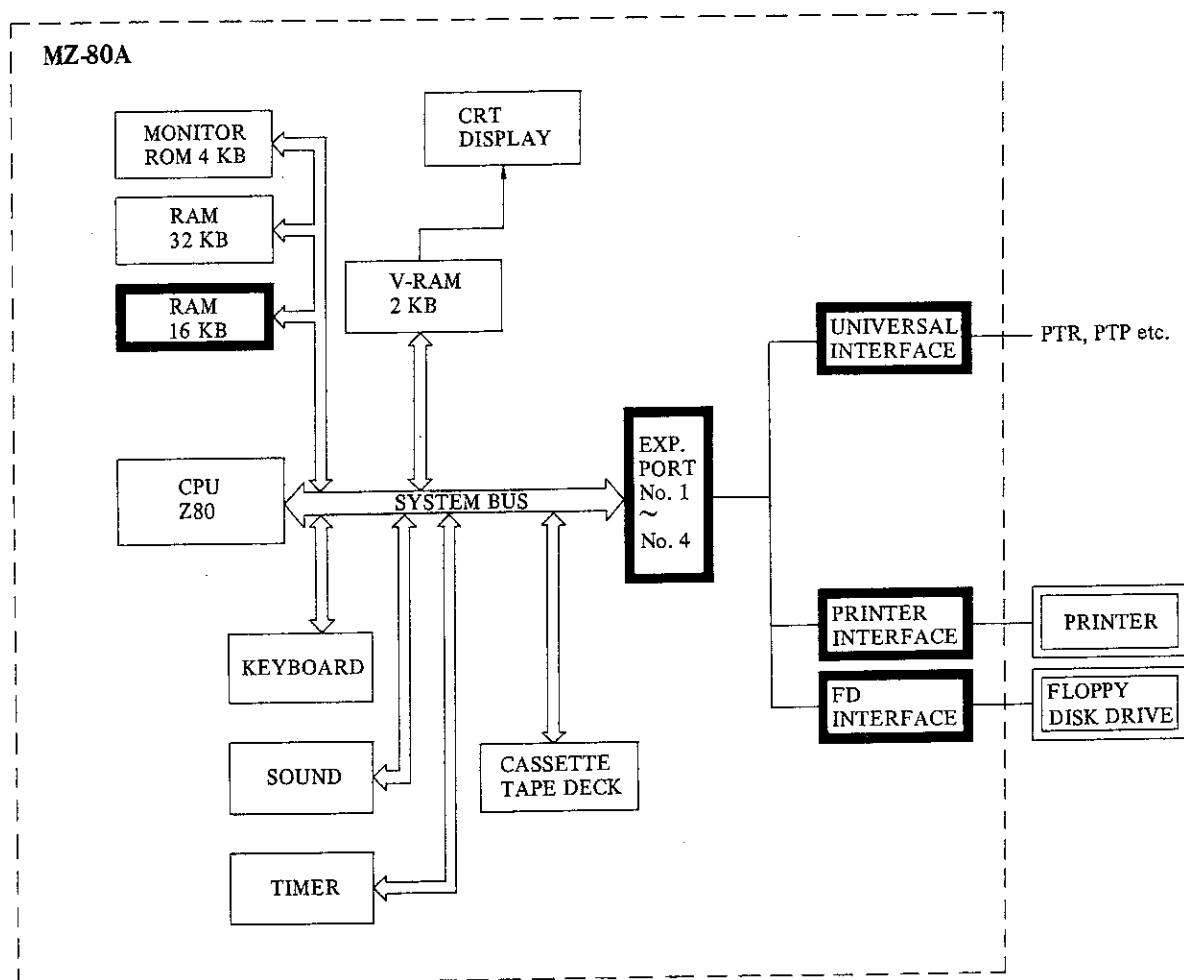 MZ-80A
MONITOR
ROM 4 KB
RAM
32 KB
RAM
16 KB
CRT
DISPLAY
V-RAM
2 KB
CPU
Z80
SYSTEM BUS
EXP.
PORT
No. 1
~
No. 4
UNIVERSAL
INTERFACE
PTR, PTP etc.
PRINTER
INTERFACE
PRINTER
FD
INTERFACE
FLOPPY
DISK DRIVE
KEYBOARD
SOUND
CASSETTE
TAPE DECK
TIMER